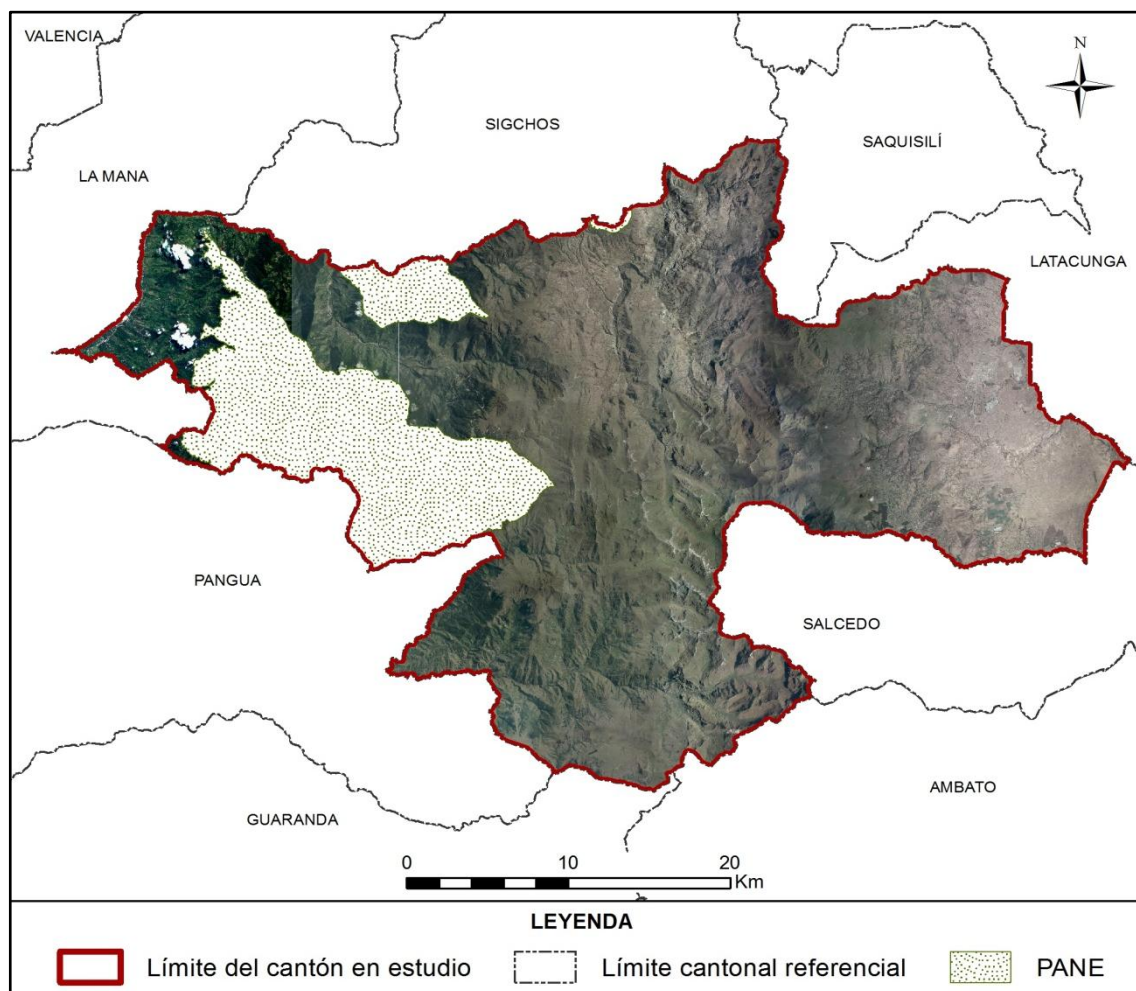 VALENCIA
N
SIGCHOS
SAQUISILÍ
LA MANA
LATACUNGA
PANGUA
SALCEDO
AMBATO
GUARANDA
0 10 20
Km
LEYENDA
Límite del cantón en estudio Límite cantonal referencial PANE